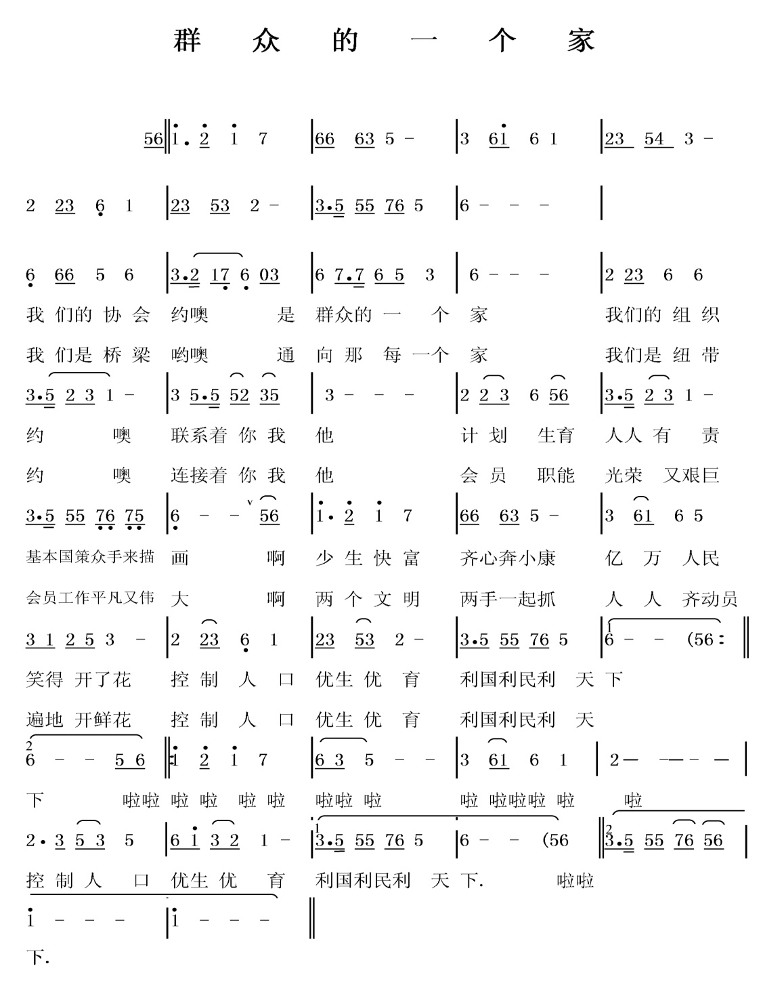 群 众 的 一 个 家
56 1. 2 1 7 66 63 5 - 3 61 6 1 23 54 3 -
2 23 6 1 23 53 2 - 3.5 55 76 5 6 - - -
6 66 5 6 3.2 17 6 03 6 7.7 6 5 3 6 - - - 2 23 6 6
我 们的 协 会 约噢 是 群众的 一 个 家 我们的 组 织
我 们是 桥 梁 哟噢 通 向 那 每 一个 家 我们是 纽 带
3.5 2 3 1 - 3 5.5 52 35 3 - - - 2 2 3 6 56 3.5 2 3 1 -
约 噢 联系着 你 我 他 计 划 生育 人人 有 责
约 噢 连接着 你 我 他 会 员 职能 光荣 又艰巨
3.5 55 76 75 6 - - v 56 1. 2 1 7 66 63 5 - 3 61 6 5
基本国策众手来描 画 啊 少 生 快 富 齐心奔小康 亿 万 人民
会员工作平凡又伟 大 啊 两 个 文 明 两手一起抓 人 人 齐动员
3 1 2 5 3 - 2 23 6 1 23 53 2 - 3.5 55 76 5 1 6 - - (56 :
笑得 开了花 控 制 人 口 优生 优 育 利国利民利 天 下
遍地 开鲜花 控 制 人 口 优生 优 育 利国利民利 天
2 6 - - 5 6 : 1 2 1 7 6 3 5 - - 3 61 6 1 2 — - — - —
下 啦啦 啦 啦 啦 啦 啦啦 啦 啦 啦啦啦 啦 啦
2. 3 5 3 5 6 1 3 2 1 - 1 3.5 55 76 5 6 - - (56 2 3.5 55 76 56
控 制 人 口 优生 优 育 利国利民利 天 下. 啦啦
1 - - - 1 - - -
下.